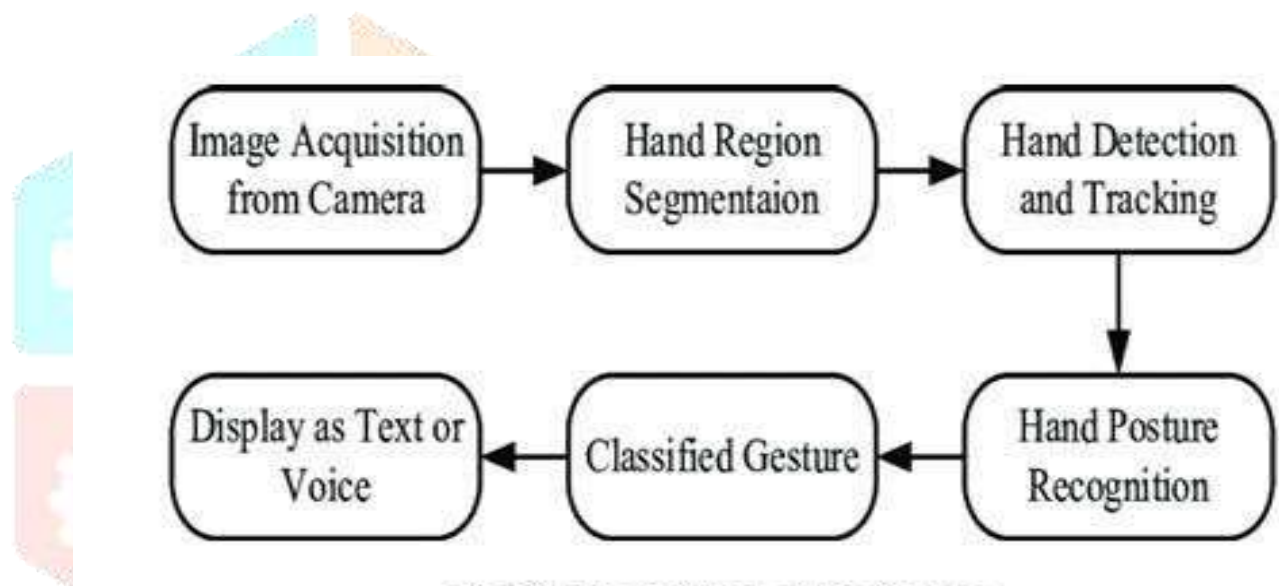 Image Acquisition
from Camera
Hand Region
Segmentaion
Hand Detection
and Tracking
Hand Posture
Recognition
Classified Gesture
Display as Text or
Voice